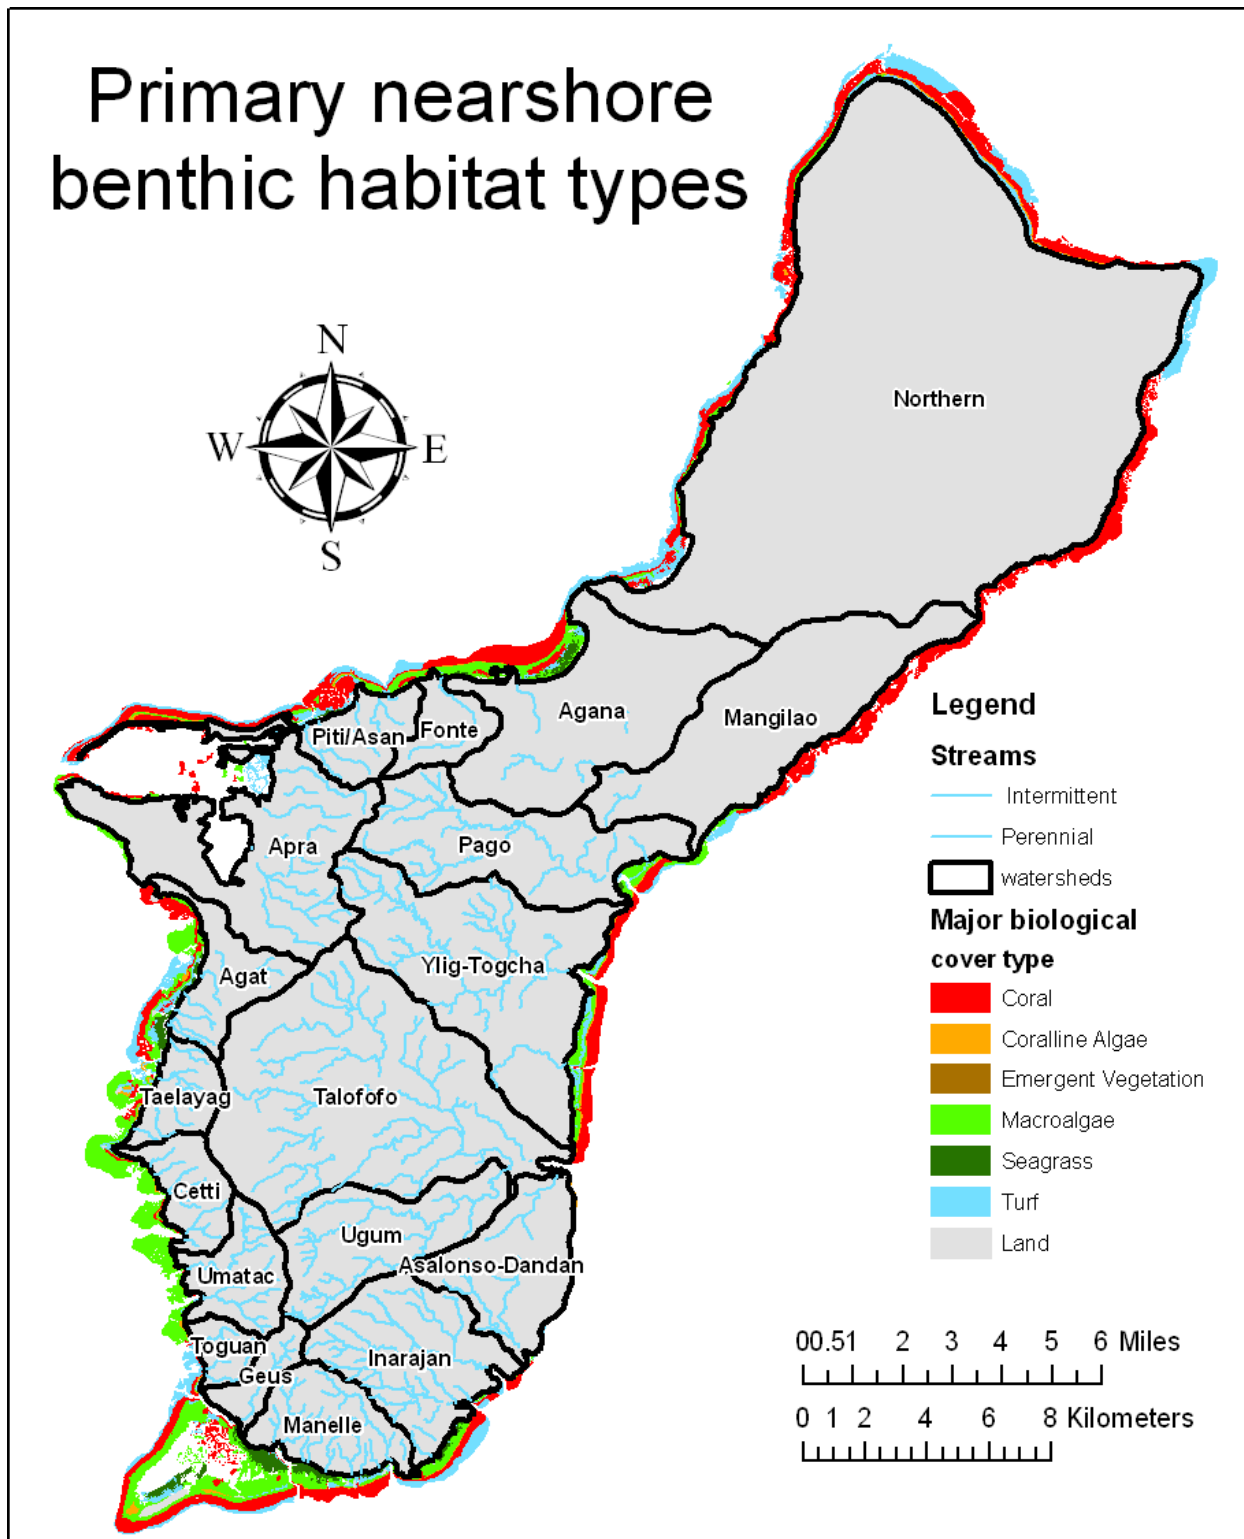 Primary nearshore
benthic habitat types
N
W E
S
Northern
Agana
Mangilao
Piti/Asan
Fonte
Apra
Pago
Agat
Ylig-Togcha
Taelayag
Talofofo
Cetti
Ugum
Umatac
Asalonso-Dandan
Toguan
Geus
Inarajan
Manelle
Legend
Streams
Intermittent
Perennial
watersheds
Major biological
cover type
Coral
Coralline Algae
Emergent Vegetation
Macroalgae
Seagrass
Turf
Land
00.51 2 3 4 5 6 Miles
0 1 2 4 6 8 Kilometers